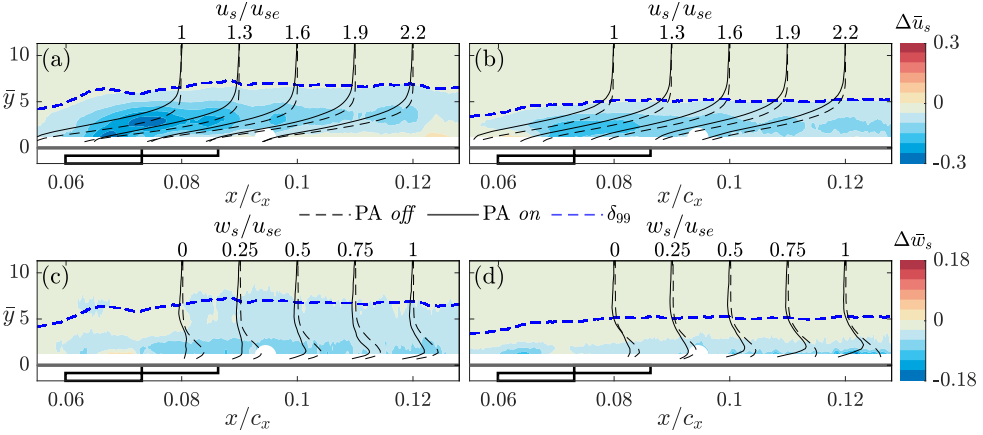 u_s/u_se u_s/u_se
1 1.3 1.6 1.9 2.2 1 1.3 1.6 1.9 2.2 Δū_s
(a) (b)
10 0.3
ȳ 5 0
0 -0.3
0.06 0.08 0.1 0.12 0.06 0.08 0.1 0.12
x/c_x x/c_x
PA off PA on δ_99
w_s/u_se w_s/u_se
0 0.25 0.5 0.75 1 0 0.25 0.5 0.75 1 Δw̄_s
(c) (d)
10 0.18
ȳ 5 0
0 -0.18
0.06 0.08 0.1 0.12 0.06 0.08 0.1 0.12
x/c_x x/c_x